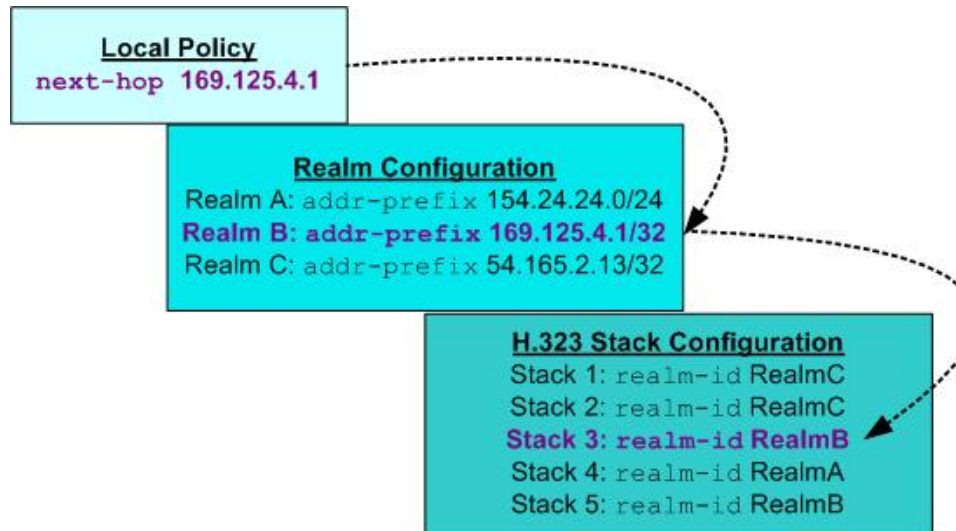 Local Policy
next-hop 169.125.4.1
Realm Configuration
Realm A: addr-prefix 154.24.24.0/24
Realm B: addr-prefix 169.125.4.1/32
Realm C: addr-prefix 54.165.2.13/32
H.323 Stack Configuration
Stack 1: realm-id RealmC
Stack 2: realm-id RealmC
Stack 3: realm-id RealmB
Stack 4: realm-id RealmA
Stack 5: realm-id RealmB